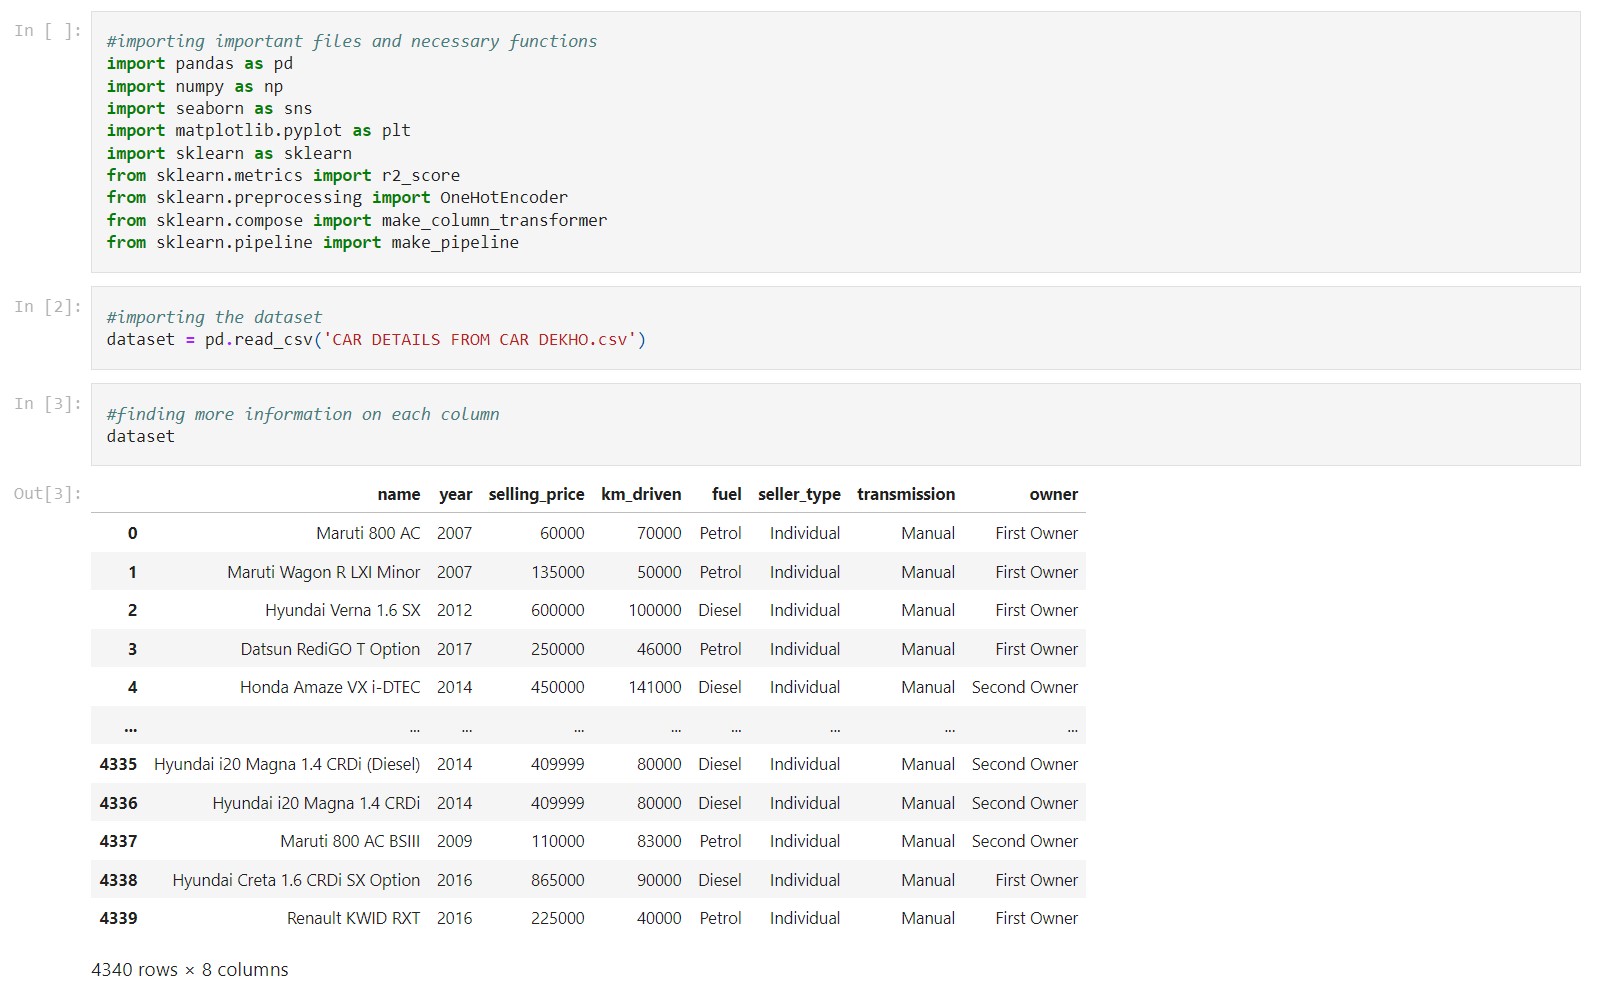 In [ ]:
#importing important files and necessary functions
import pandas as pd
import numpy as np
import seaborn as sns
import matplotlib.pyplot as plt
import sklearn as sklearn
from sklearn.metrics import r2_score
from sklearn.preprocessing import OneHotEncoder
from sklearn.compose import make_column_transformer
from sklearn.pipeline import make_pipeline
In [2]:
#importing the dataset
dataset = pd.read_csv('CAR DETAILS FROM CAR DEKHO.csv')
In [3]:
#finding more information on each column
dataset
Out[3]:
name year selling_price km_driven fuel seller_type transmission owner
0 Maruti 800 AC 2007 60000 70000 Petrol Individual Manual First Owner
1 Maruti Wagon R LXI Minor 2007 135000 50000 Petrol Individual Manual First Owner
2 Hyundai Verna 1.6 SX 2012 600000 100000 Diesel Individual Manual First Owner
3 Datsun RediGO T Option 2017 250000 46000 Petrol Individual Manual First Owner
4 Honda Amaze VX i-DTEC 2014 450000 141000 Diesel Individual Manual Second Owner
... ... ... ... ... ... ... ... ...
4335 Hyundai i20 Magna 1.4 CRDi (Diesel) 2014 409999 80000 Diesel Individual Manual Second Owner
4336 Hyundai i20 Magna 1.4 CRDi 2014 409999 80000 Diesel Individual Manual Second Owner
4337 Maruti 800 AC BSIII 2009 110000 83000 Petrol Individual Manual Second Owner
4338 Hyundai Creta 1.6 CRDi SX Option 2016 865000 90000 Diesel Individual Manual First Owner
4339 Renault KWID RXT 2016 225000 40000 Petrol Individual Manual First Owner
4340 rows × 8 columns